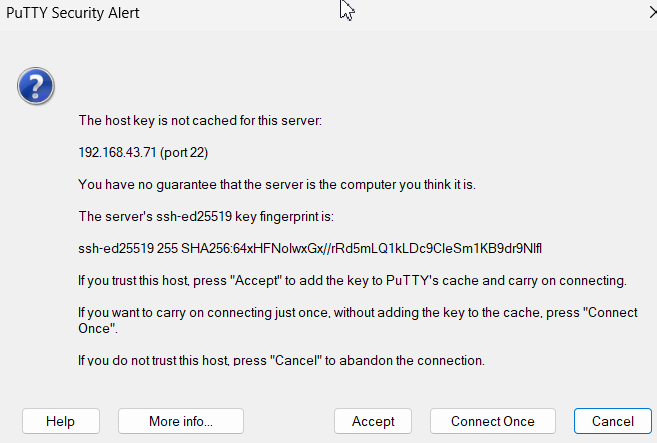 PuTTY Security Alert
The host key is not cached for this server:
192.168.43.71 (port 22)
You have no guarantee that the server is the computer you think it is.
The server's ssh-ed25519 key fingerprint is:
ssh-ed25519 255 SHA256:64xHFNolwxGx//rRd5mLQ1kLDc9CleSm1KB9dr9NlfI
If you trust this host, press "Accept" to add the key to PuTTY's cache and carry on connecting.
If you want to carry on connecting just once, without adding the key to the cache, press "Connect
Once".
If you do not trust this host, press "Cancel" to abandon the connection.
Help
More info...
Accept
Connect Once
Cancel